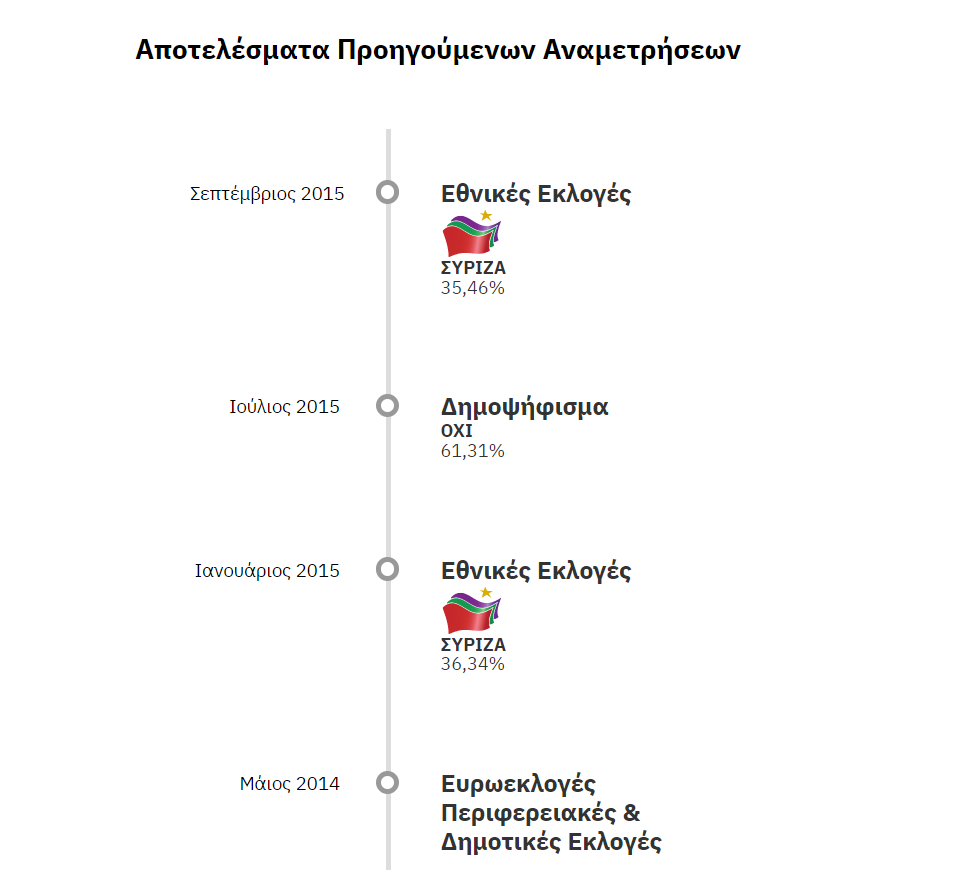 Αποτελέσματα Προηγούμενων Αναμετρήσεων
Σεπτέμβριος 2015
Εθνικές Εκλογές
ΣΥΡΙΖΑ
35,46%
Ιούλιος 2015
Δημοψήφισμα
ΟΧΙ
61,31%
Ιανουάριος 2015
Εθνικές Εκλογές
ΣΥΡΙΖΑ
36,34%
Μάιος 2014
Ευρωεκλογές
Περιφερειακές &
Δημοτικές Εκλογές